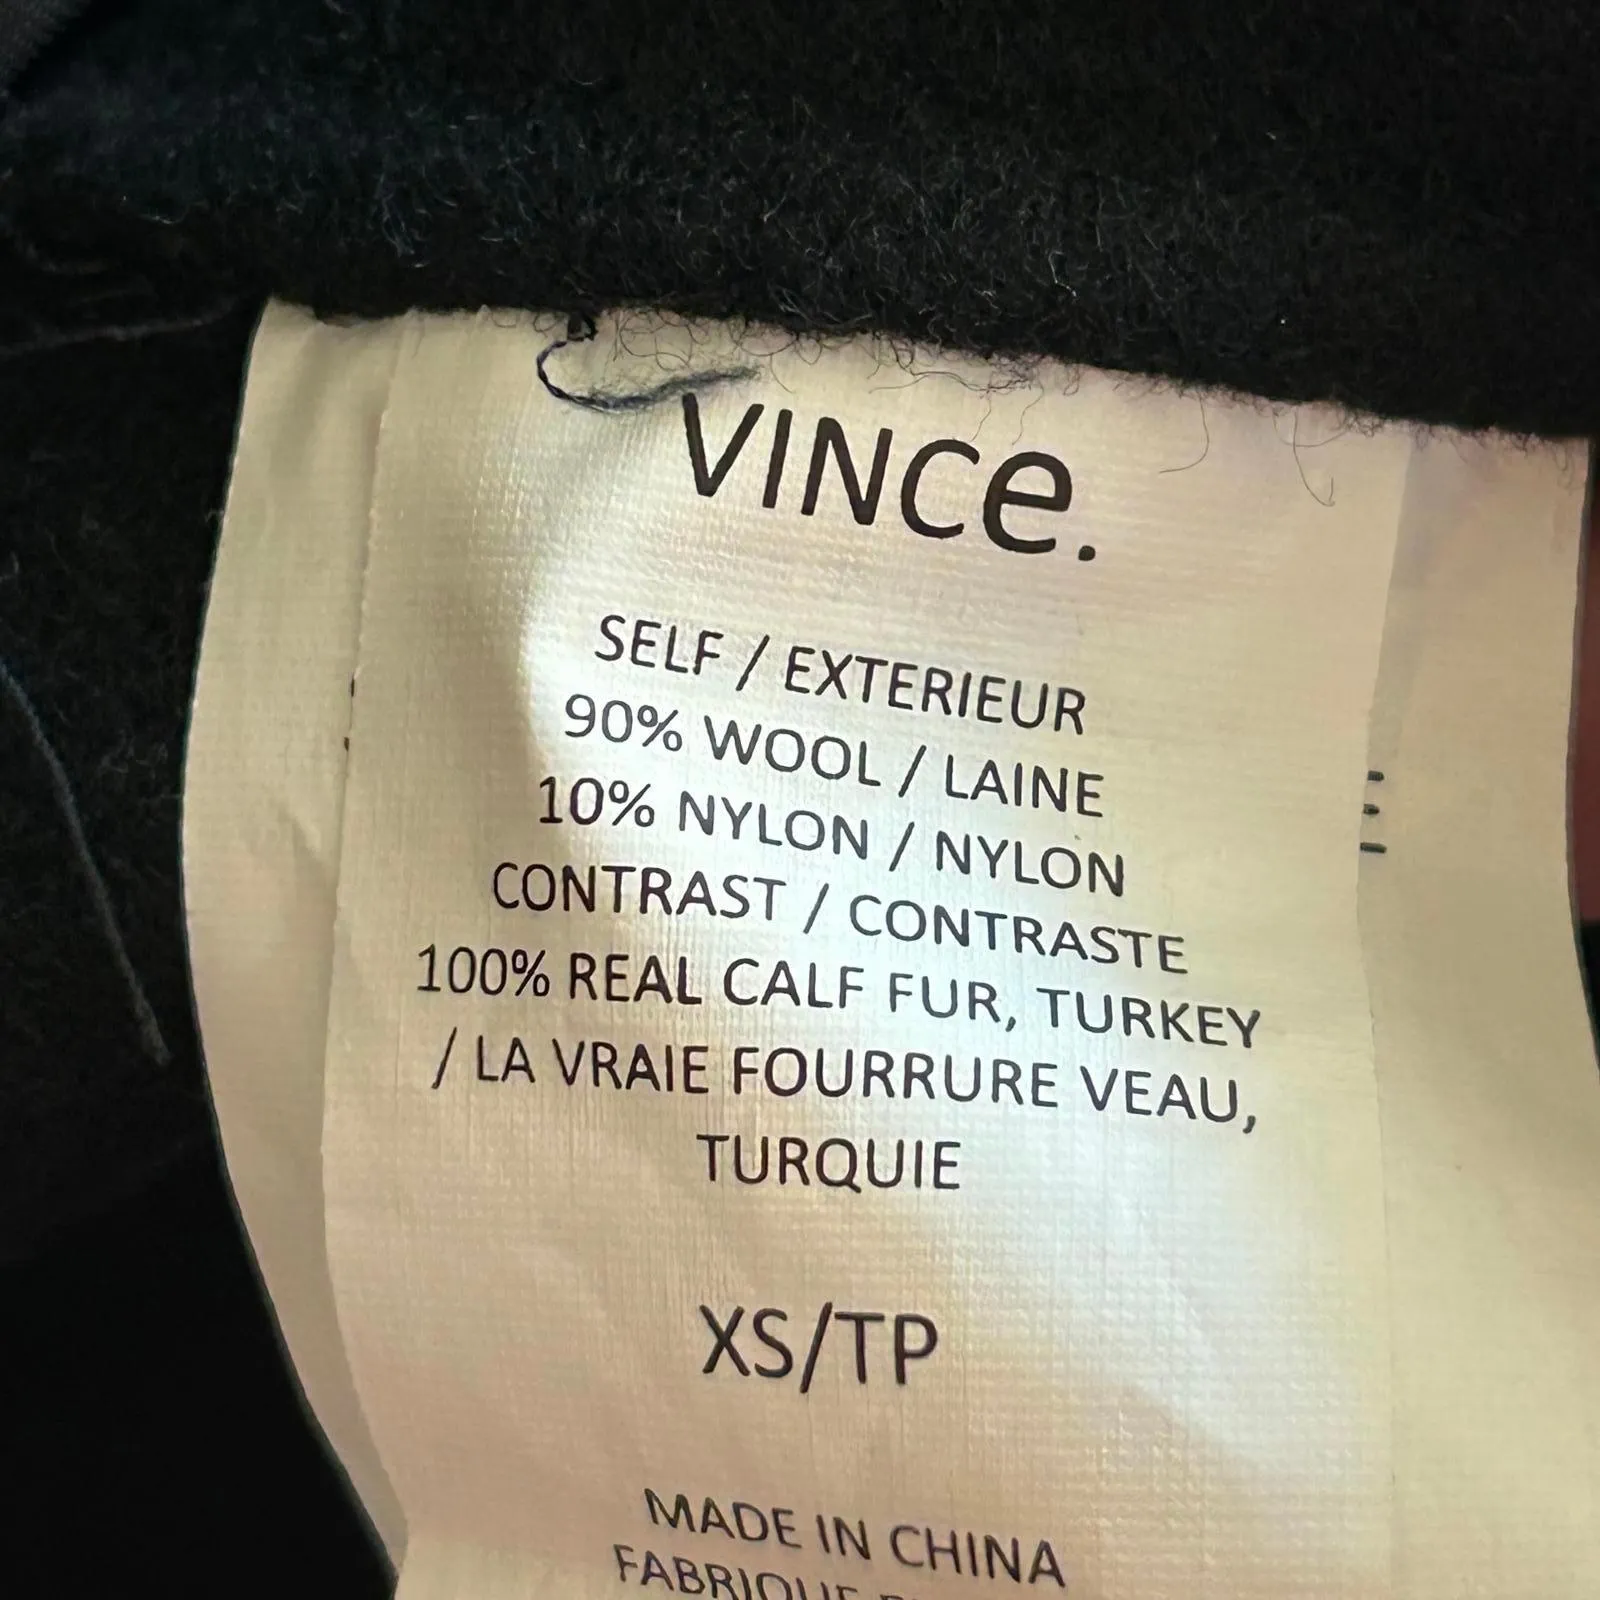 VINCe.
SELF / EXTERIEUR
90% WOOL / LAINE
10% NYLON / NYLON
CONTRAST / CONTRASTE
100% REAL CALF FUR, TURKEY
/ LA VRAIE FOURRURE VEAU,
TURQUIE
XS/TP
MADE IN CHINA
FABRIQUE